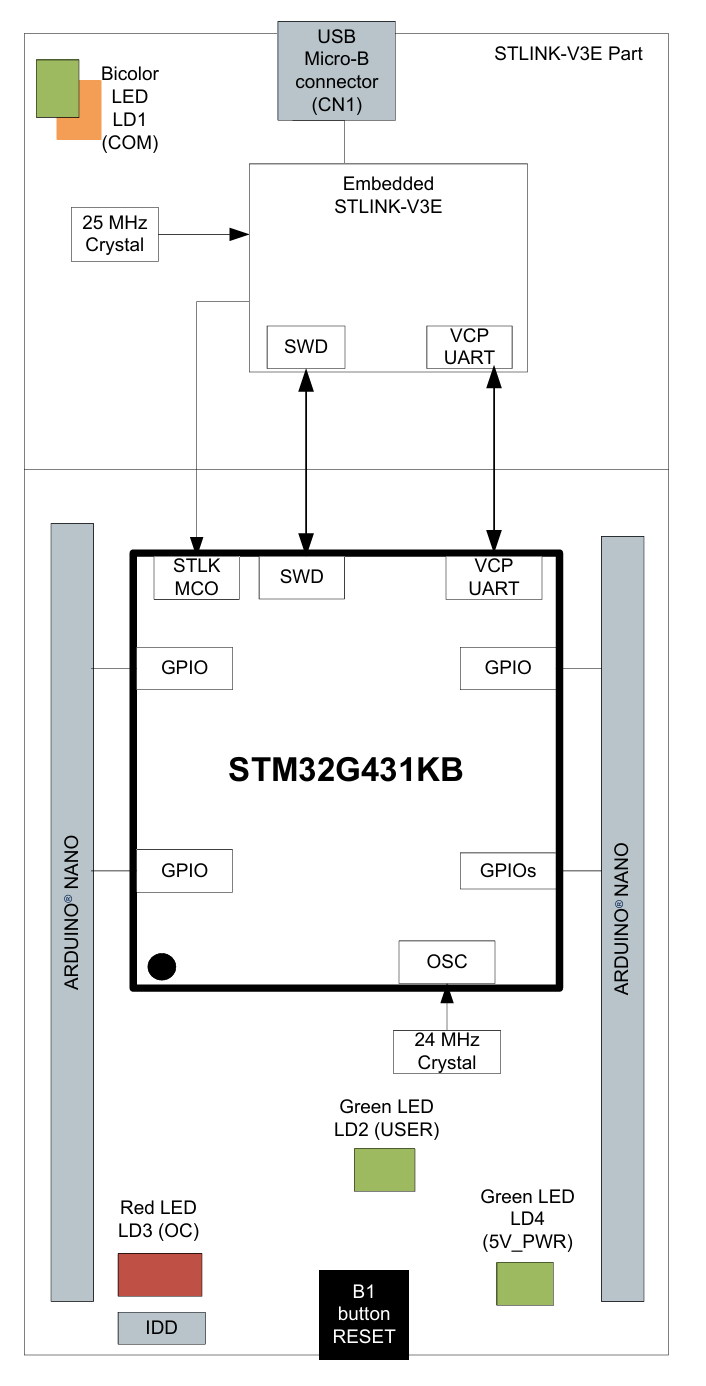 USB
Micro-B
connector
(CN1)
STLINK-V3E Part
Bicolor
LED
LD1
(COM)
Embedded
STLINK-V3E
25 MHz
Crystal
SWD
VCP
UART
STLK
MCO
SWD
VCP
UART
GPIO
GPIO
STM32G431KB
GPIO
GPIOs
ARDUINO® NANO
ARDUINO® NANO
OSC
24 MHz
Crystal
Green LED
LD2 (USER)
Red LED
LD3 (OC)
Green LED
LD4
(5V_PWR)
IDD
B1
button
RESET